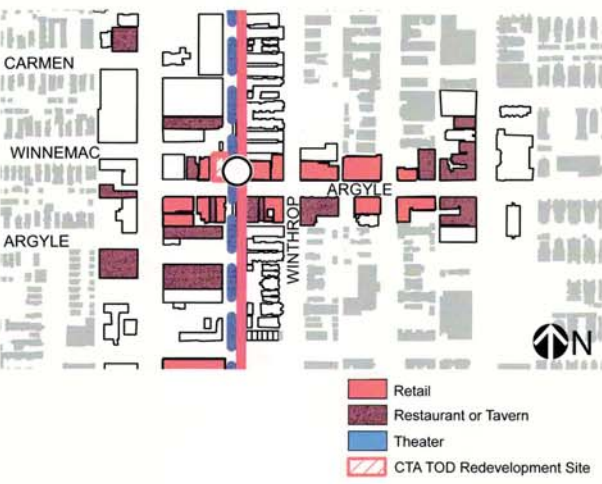 CARMEN
WINNEMAC
ARGYLE
WINTHROP
ARGYLE
N
Retail
Restaurant or Tavern
Theater
CTA TOD Redevelopment Site